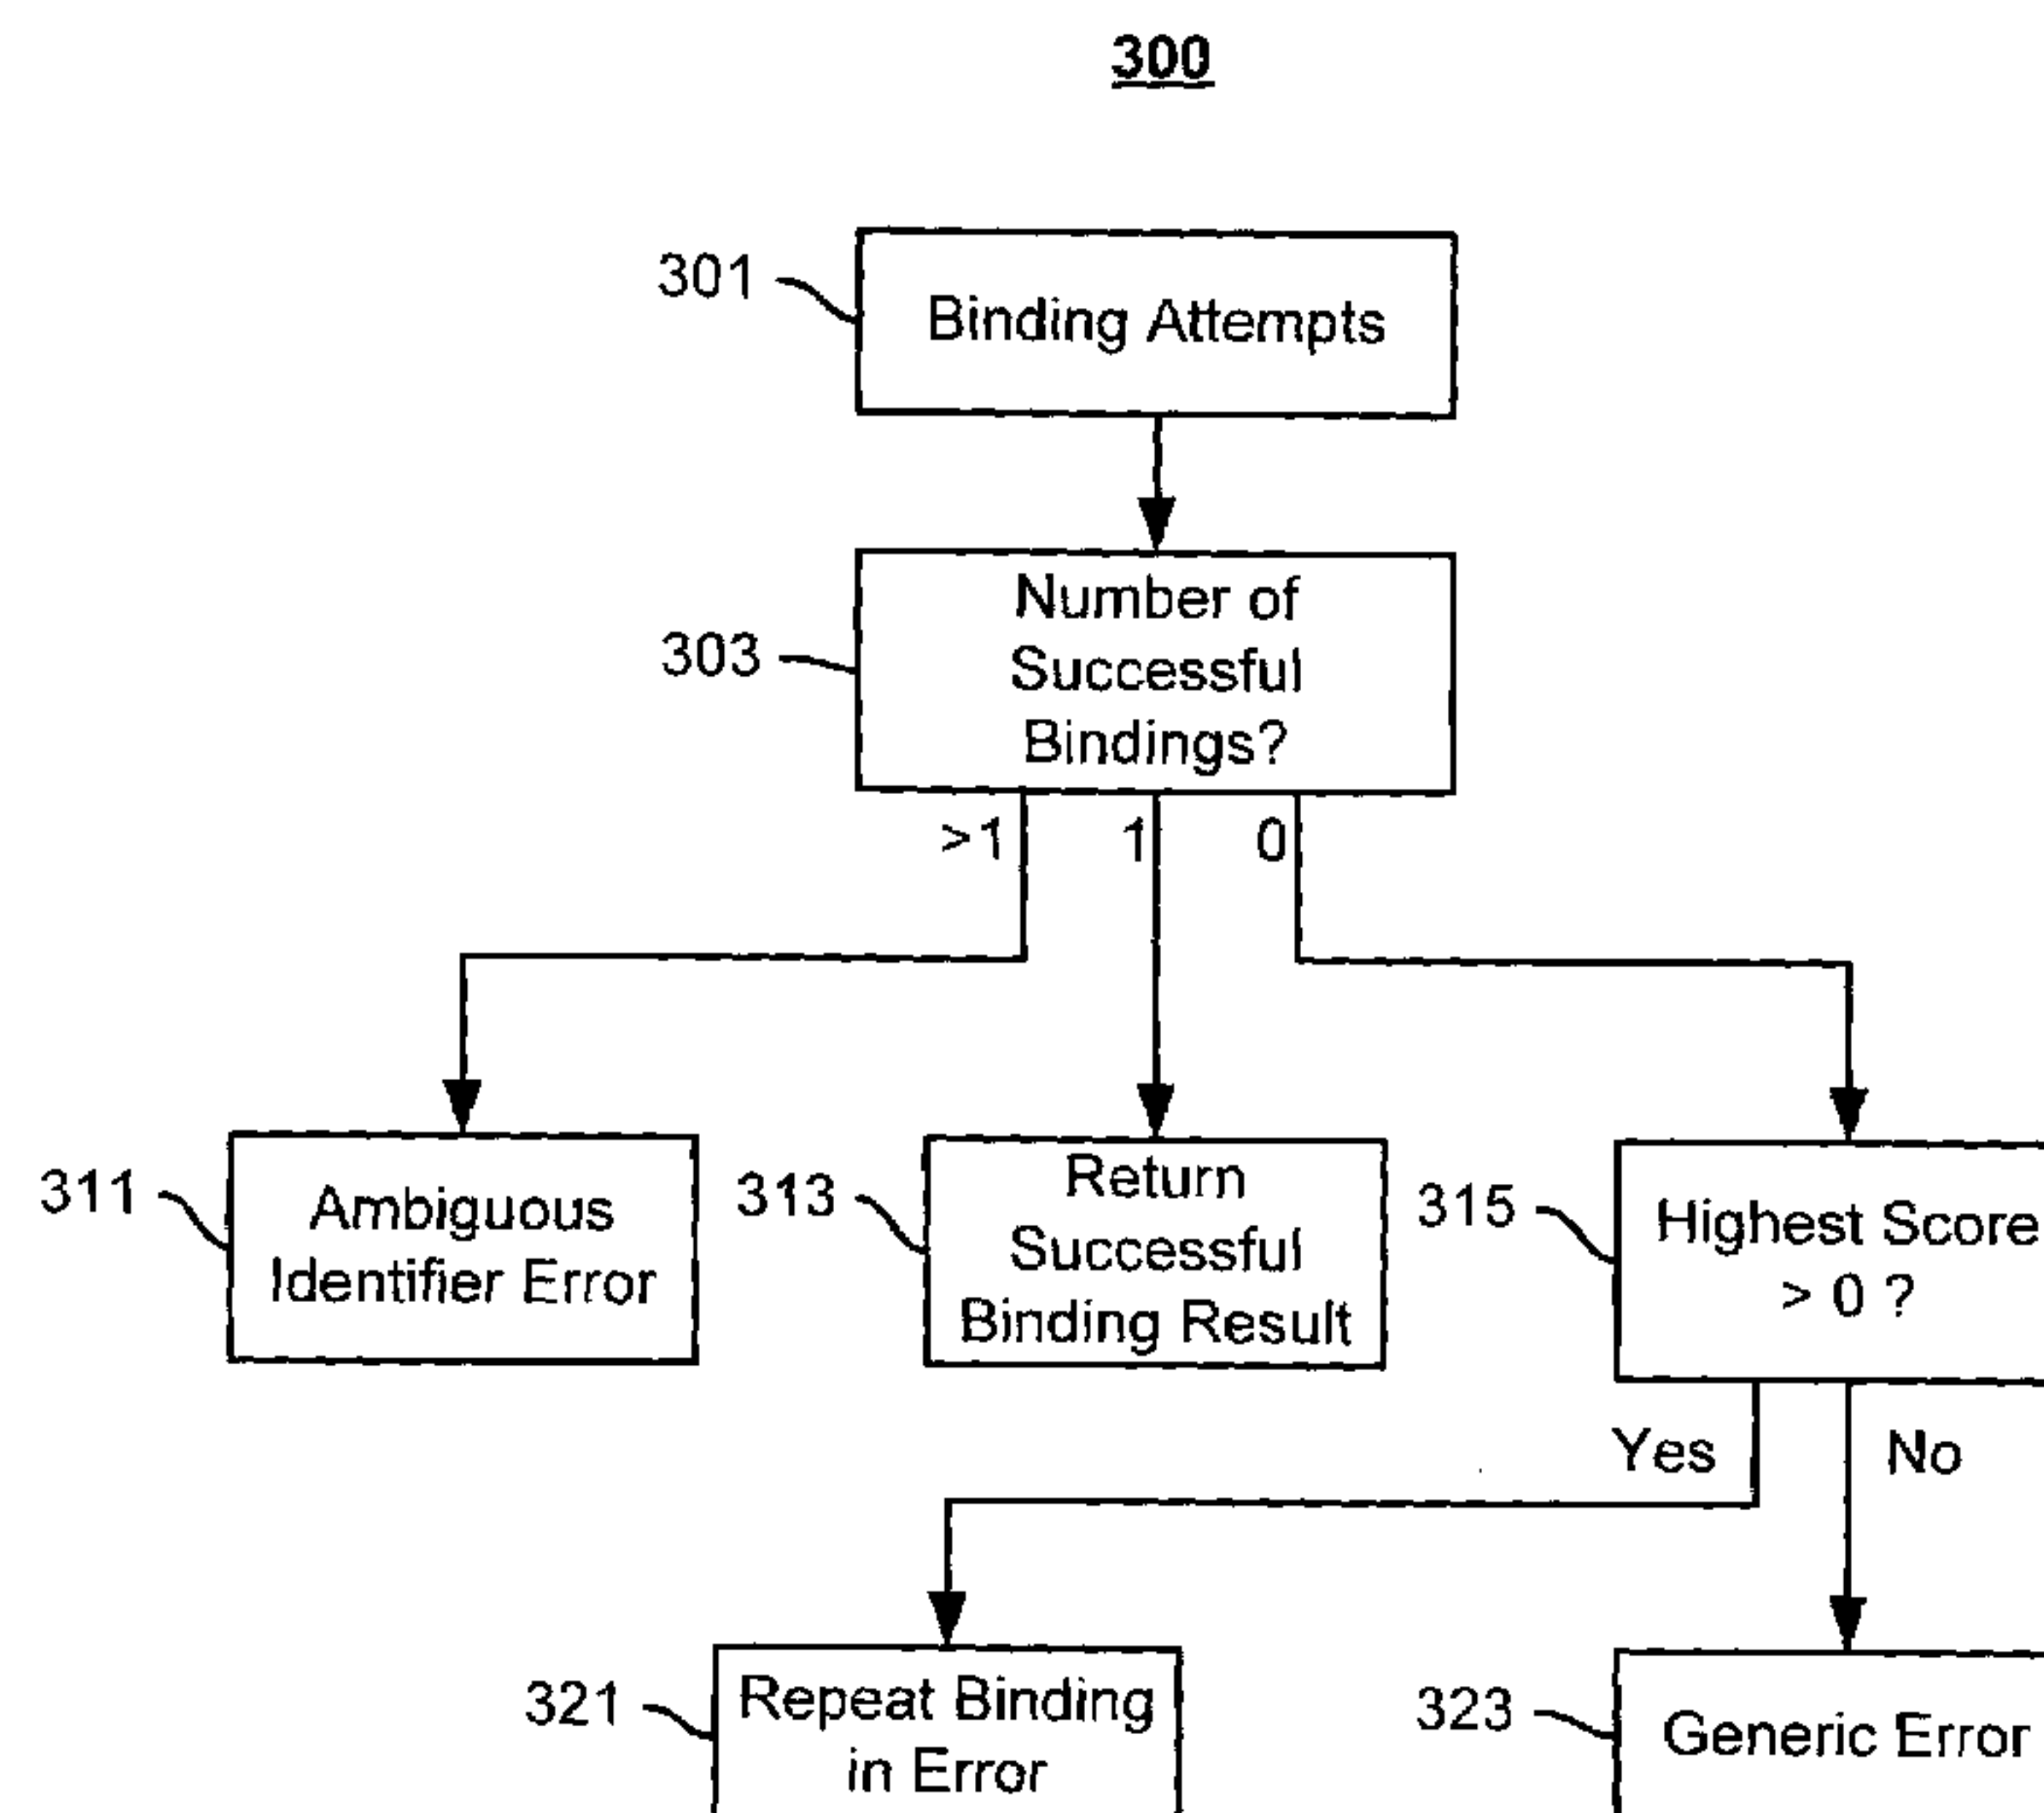 300
301
Binding Attempts
303
Number of
Successful
Bindings?
>1
1
0
311
Ambiguous
Identifier Error
313
Return
Successful
Binding Result
315
Highest Score
> 0 ?
Yes
No
321
Repeat Binding
in Error
323
Generic Error